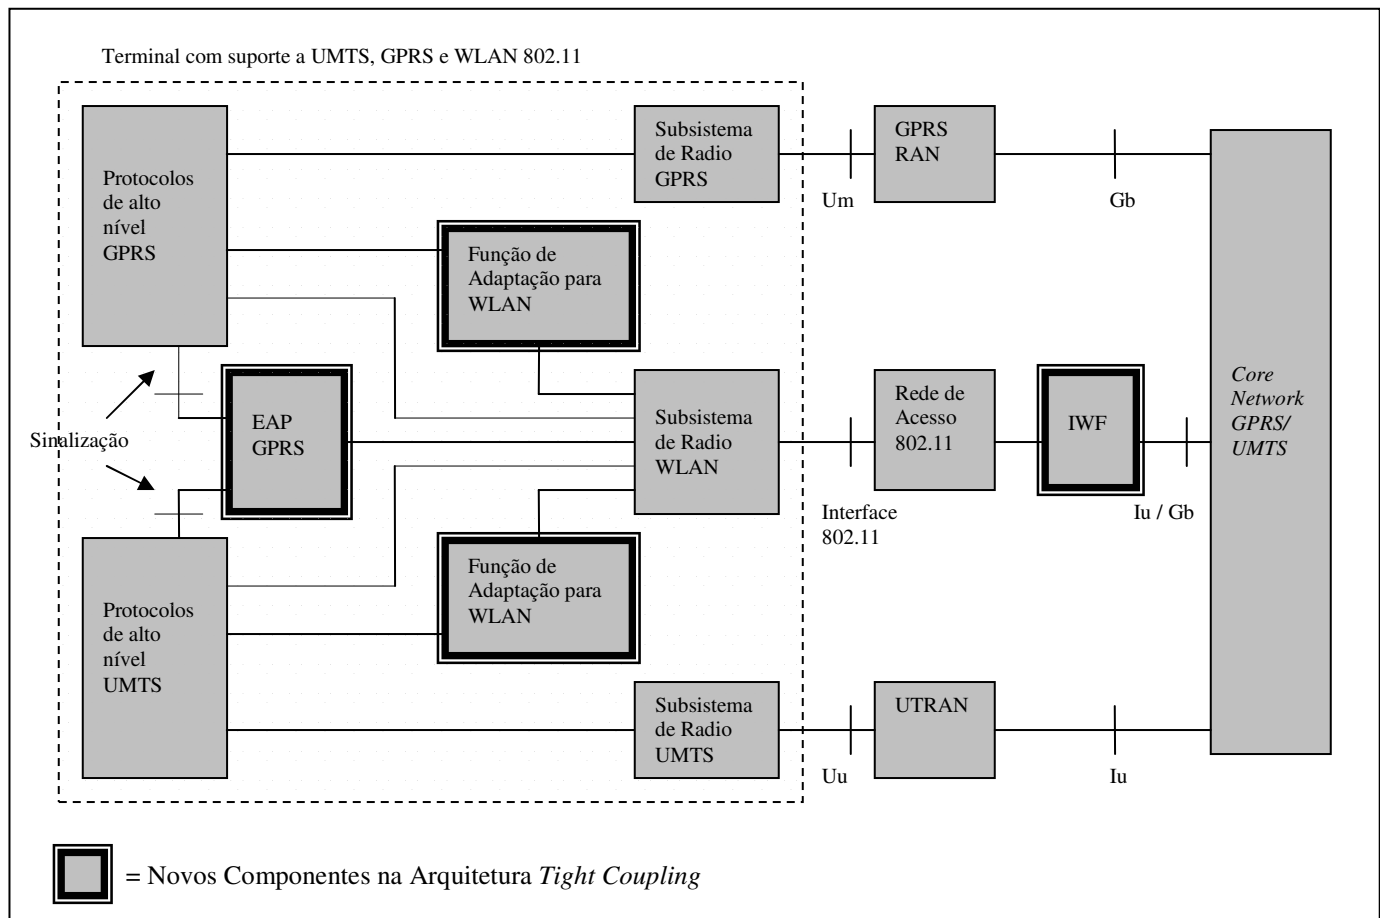 Terminal com suporte a UMTS, GPRS e WLAN 802.11
Protocolos
de alto
nível
GPRS
Subsistema
de Radio
GPRS
Um
GPRS
RAN
Gb
Função de
Adaptação para
WLAN
Sinalização
EAP
GPRS
Subsistema
de Radio
WLAN
Interface
802.11
Rede de
Acesso
802.11
IWF
Iu / Gb
Core
Network
GPRS/
UMTS
Função de
Adaptação para
WLAN
Protocolos
de alto
nível
UMTS
Subsistema
de Radio
UMTS
Uu
UTRAN
Iu
= Novos Componentes na Arquitetura Tight Coupling